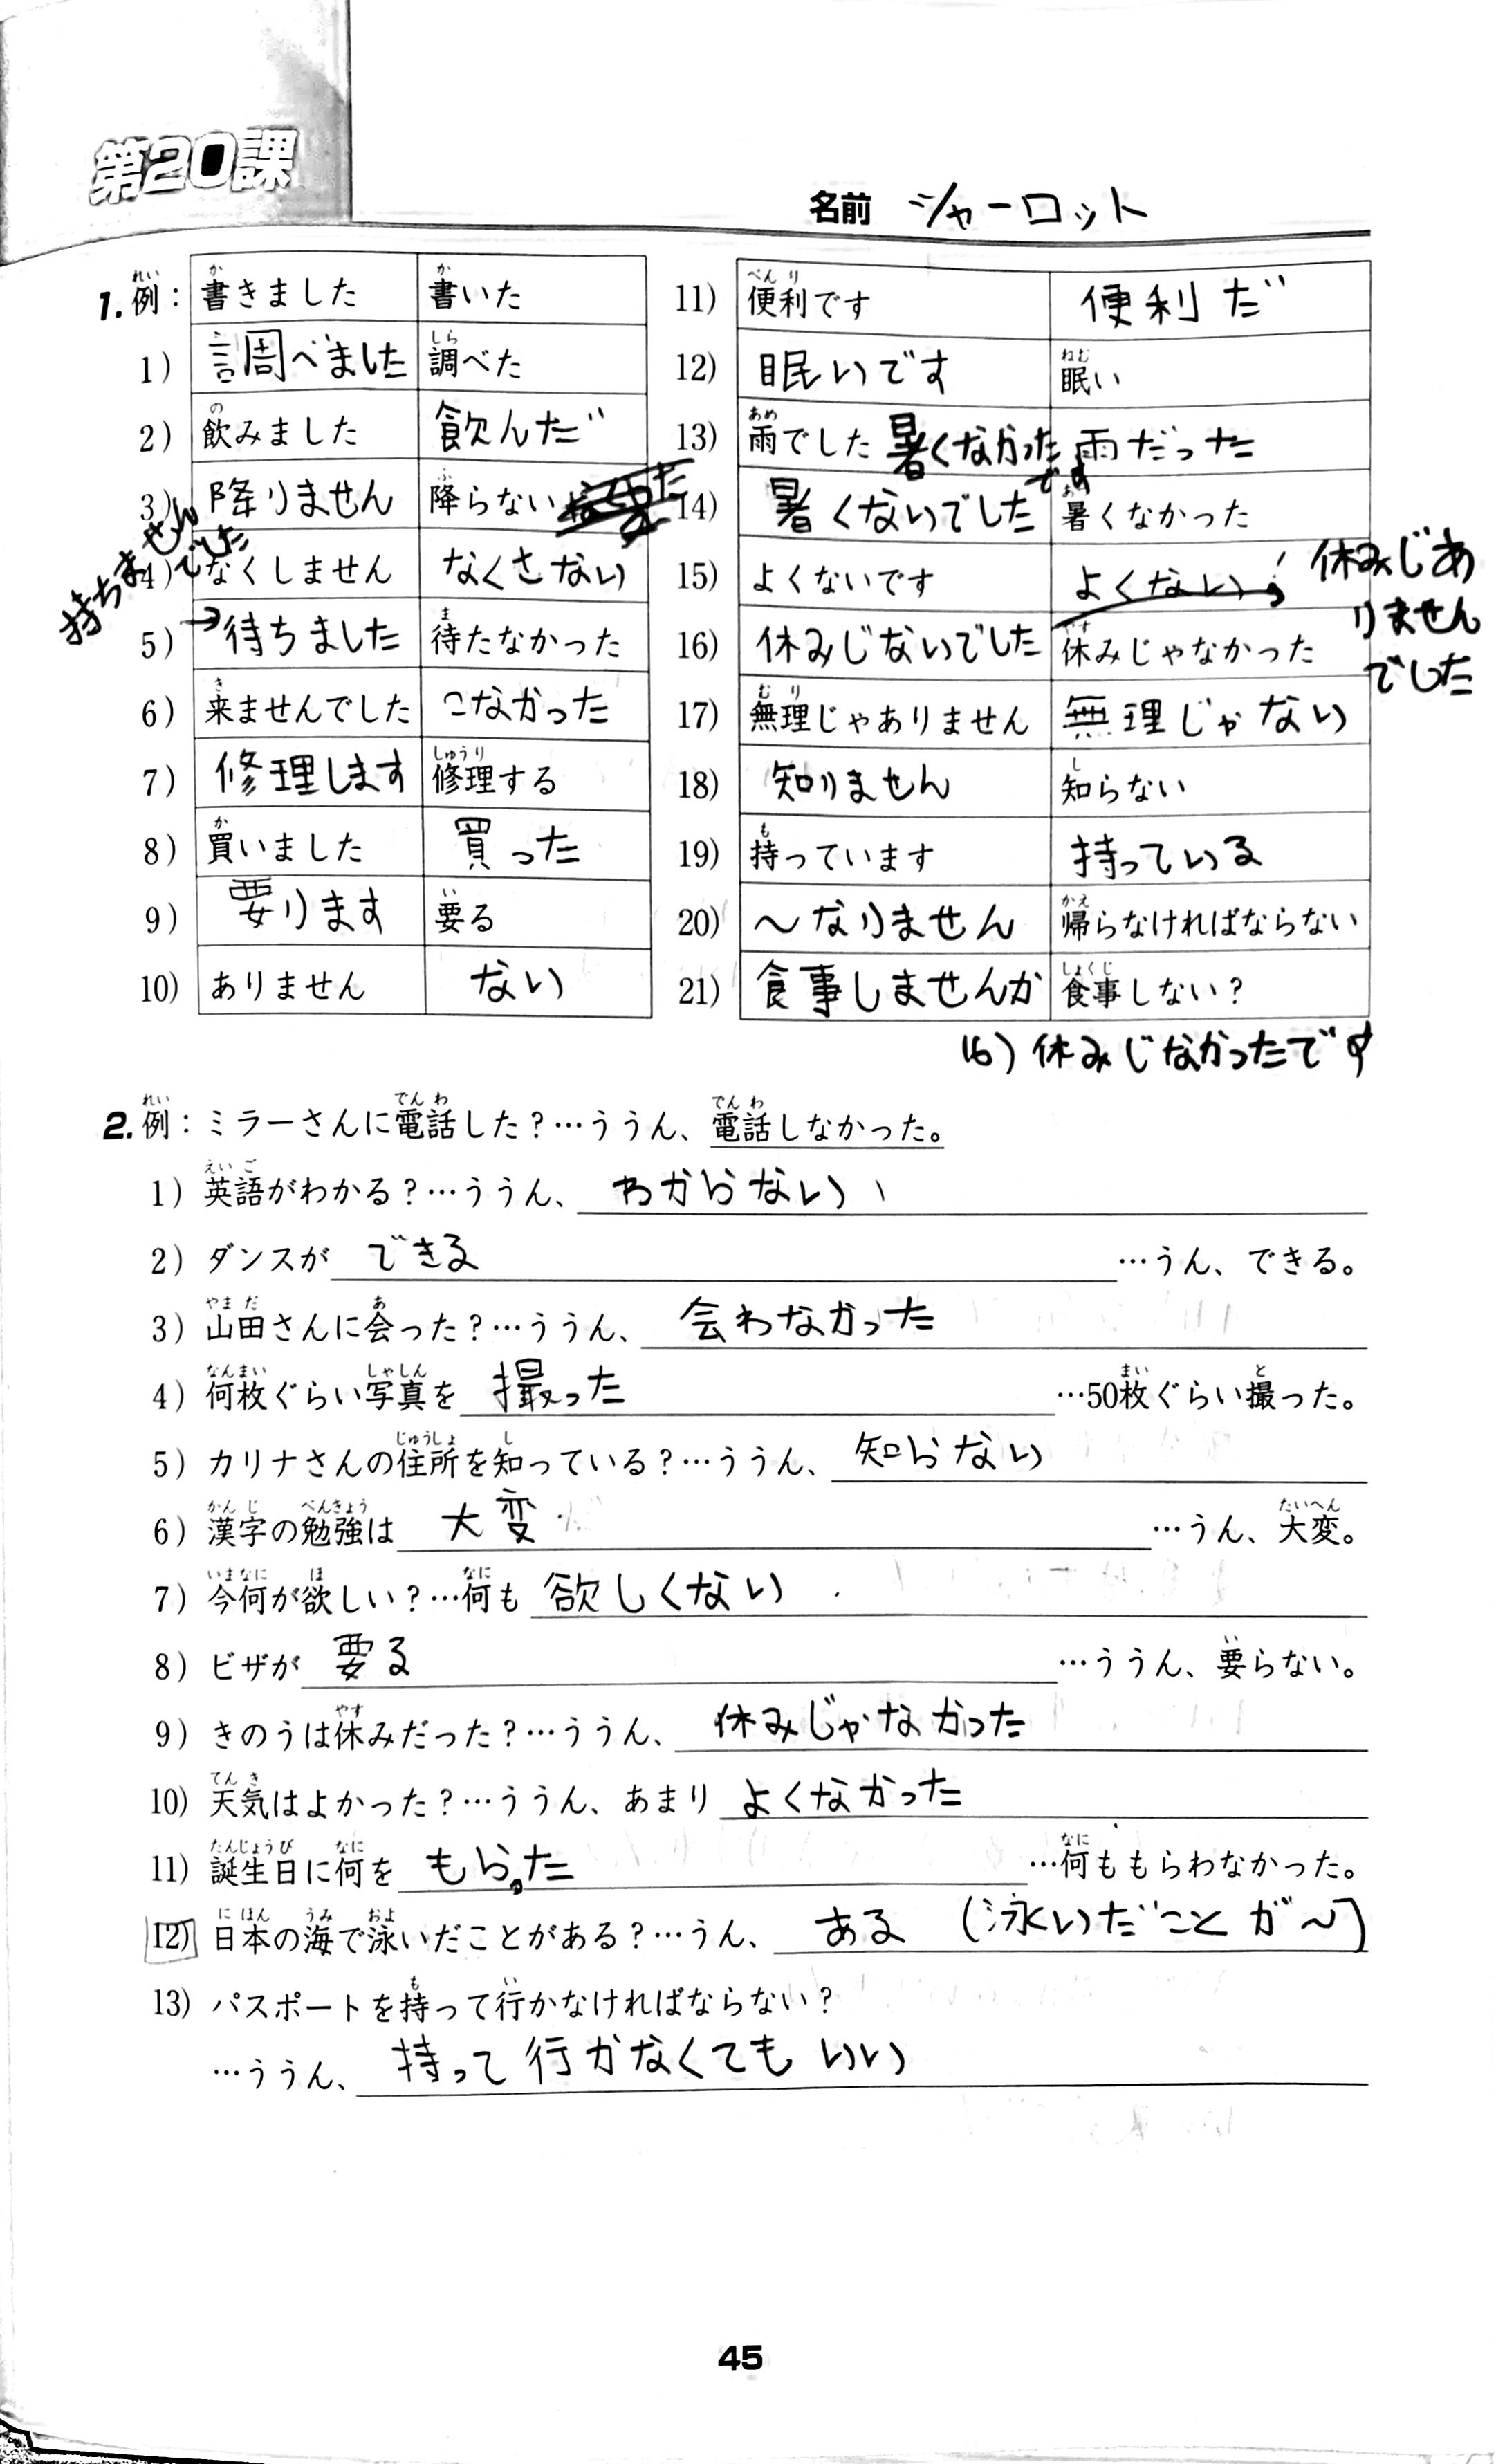 第20課
名前 シャーロット
1. 例： 書きました 書いた
1) 調べました 調べた
2) 飲みました 飲んだ
3) 降りません 降らない
4) なくしません なくさない
持ちません
でした
5) →待ちました 待たなかった
6) 来ませんでした こなかった
7) 修理します 修理する
8) 買いました 買った
9) 要ります 要る
10) ありません ない
11) 便利です 便利だ
12) 眠いです 眠い
13) 雨でした 雨だった
暑くなかった
です
14) 暑くないでした 暑くなかった
15) よくないです よくない
休みじあ
りません
でした
16) 休みじないでした 休みじゃなかった
17) 無理じゃありません 無理じゃない
18) 知りません 知らない
19) 持っています 持っている
20) 〜なりません 帰らなければならない
21) 食事しませんか 食事しない？
16) 休みじなかったです
2. 例：ミラーさんに電話した？…ううん、電話しなかった。
1) 英語がわかる？…ううん、わからない
2) ダンスができる …うん、できる。
3) 山田さんに会った？…ううん、会わなかった
4) 何枚ぐらい写真を撮った …50枚ぐらい撮った。
5) カリナさんの住所を知っている？…ううん、知らない
6) 漢字の勉強は大変 …うん、大変。
7) 今何が欲しい？…何も欲しくない
8) ビザが要る …ううん、要らない。
9) きのうは休みだった？…ううん、休みじゃなかった
10) 天気はよかった？…ううん、あまりよくなかった
11) 誕生日に何をもらった …何ももらわなかった。
12) 日本の海で泳いだことがある？…うん、ある （泳いだことが〜）
13) パスポートを持って行かなければならない？
…ううん、持って行かなくてもいい
45